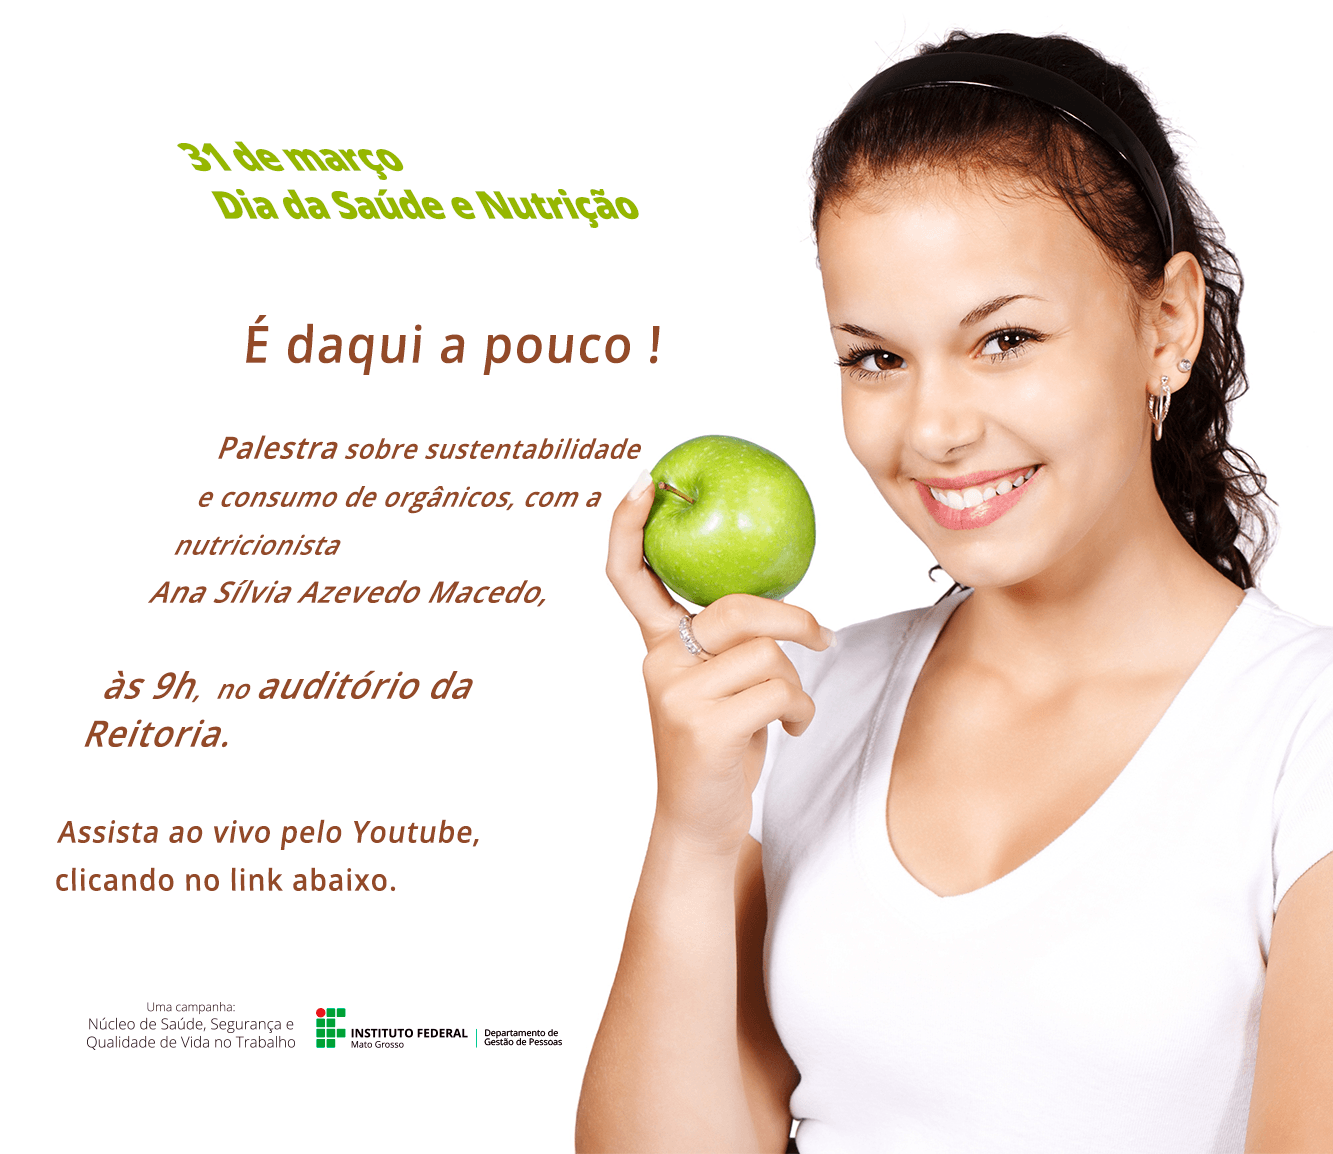 31 de março
Dia da Saúde e Nutrição
É daqui a pouco !
Palestra sobre sustentabilidade
e consumo de orgânicos, com a
nutricionista
Ana Sílvia Azevedo Macedo,
às 9h, no auditório da
Reitoria.
Assista ao vivo pelo Youtube,
clicando no link abaixo.
Uma campanha:
Núcleo de Saúde, Segurança e
Qualidade de Vida no Trabalho
INSTITUTO FEDERAL
Mato Grosso
Departamento de
Gestão de Pessoas